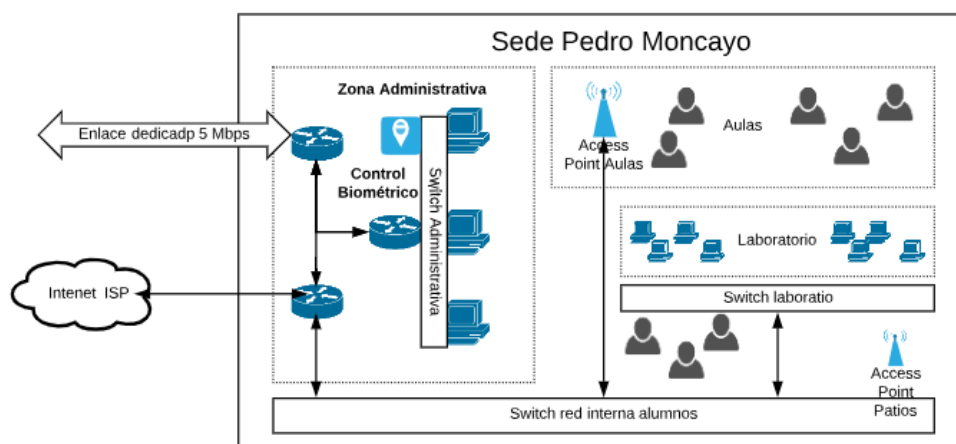 Sede Pedro Moncayo
Zona Administrativa
Enlace dedicadp 5 Mbps
Control
Biométrico
Switch Administrativa
Intenet ISP
Access
Point Aulas
Aulas
Laboratorio
Switch laboratio
Access
Point
Patios
Switch red interna alumnos